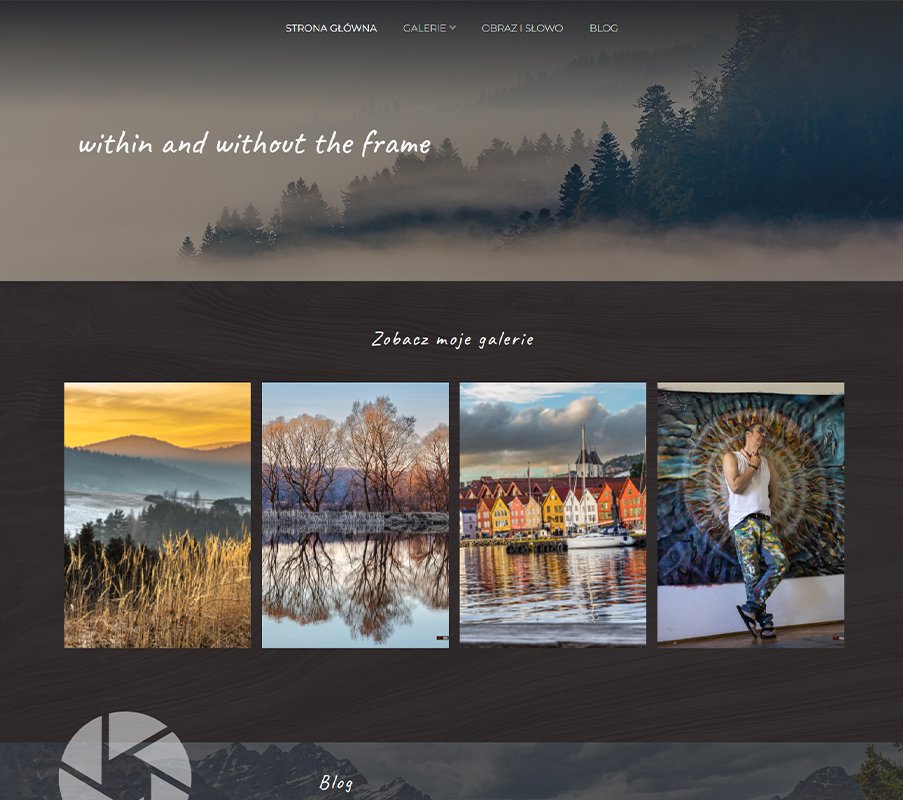 STRONA GŁÓWNA GALERIE OBRAZ I SŁOWO BLOG
within and without the frame
Zobacz moje galerie
Blog